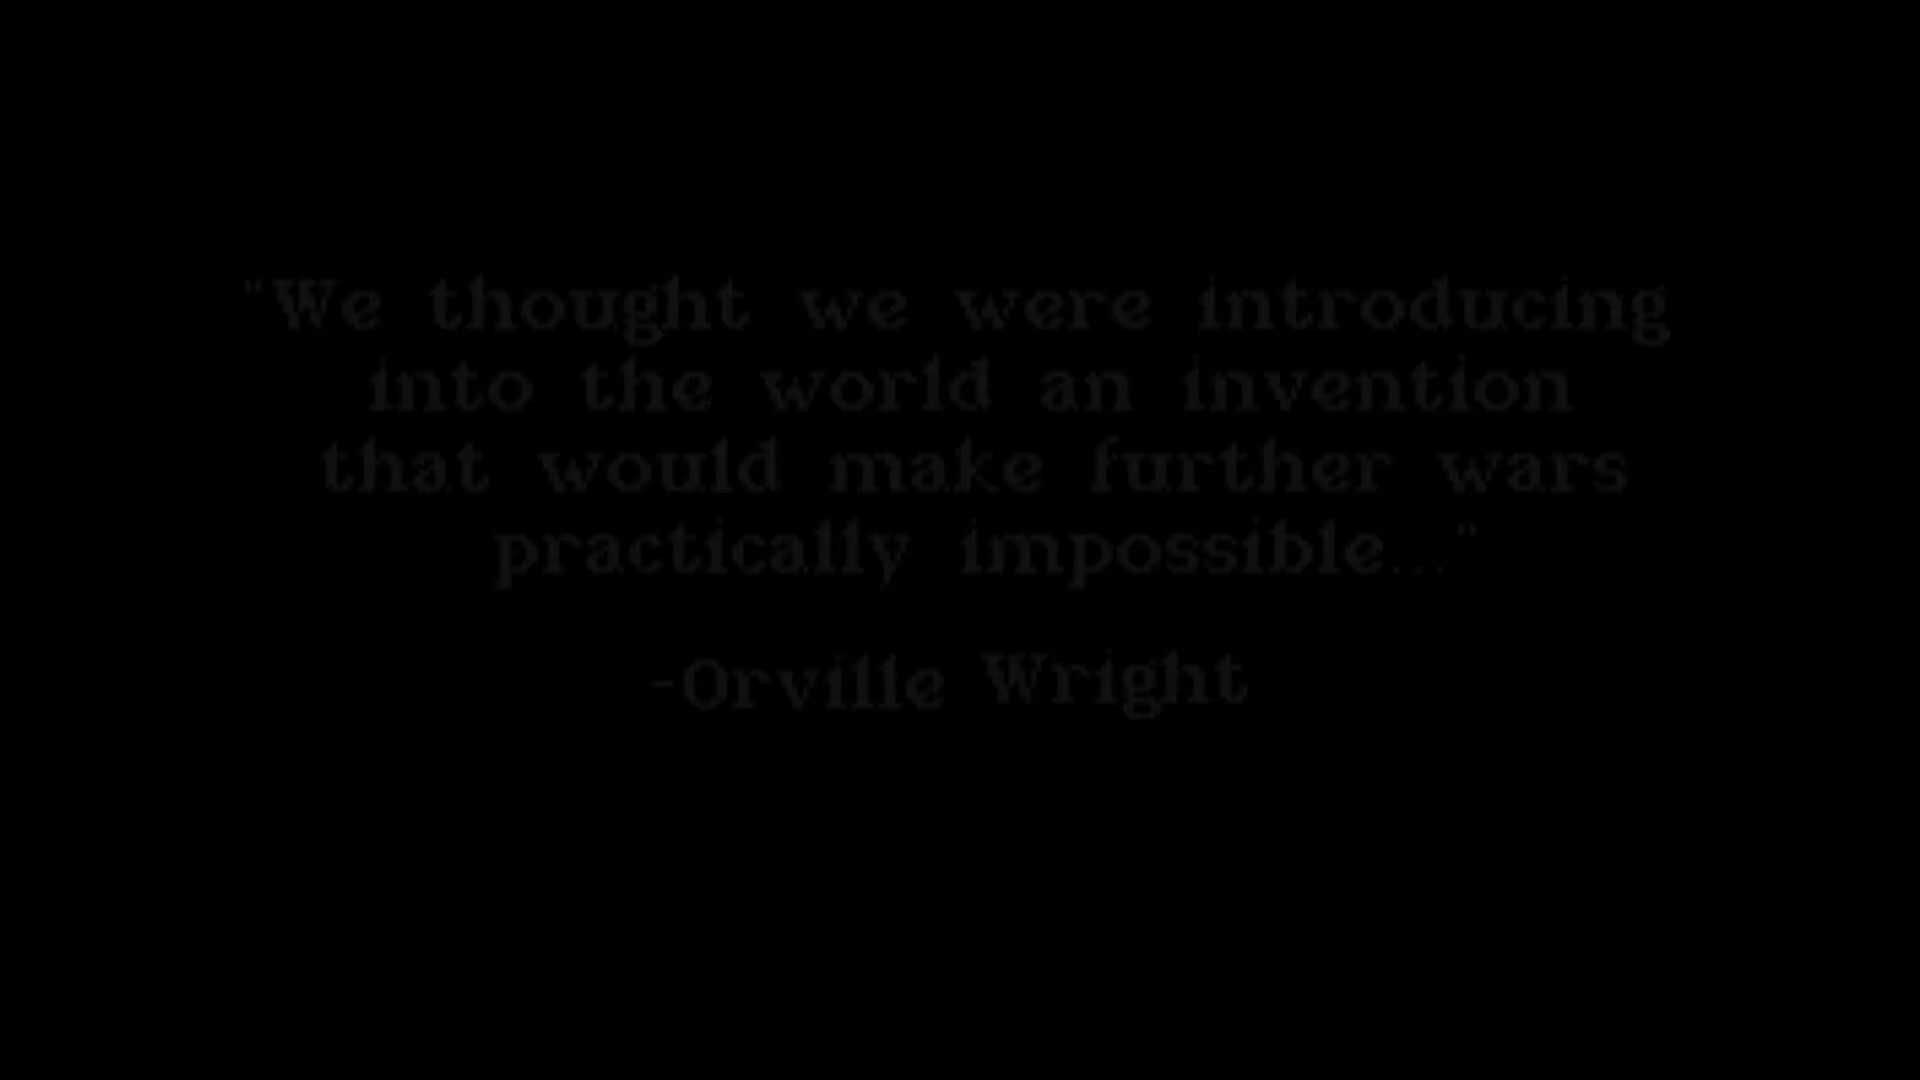 "We thought we were introducing
into the world an invention
that would make further wars
practically impossible..."
-Orville Wright